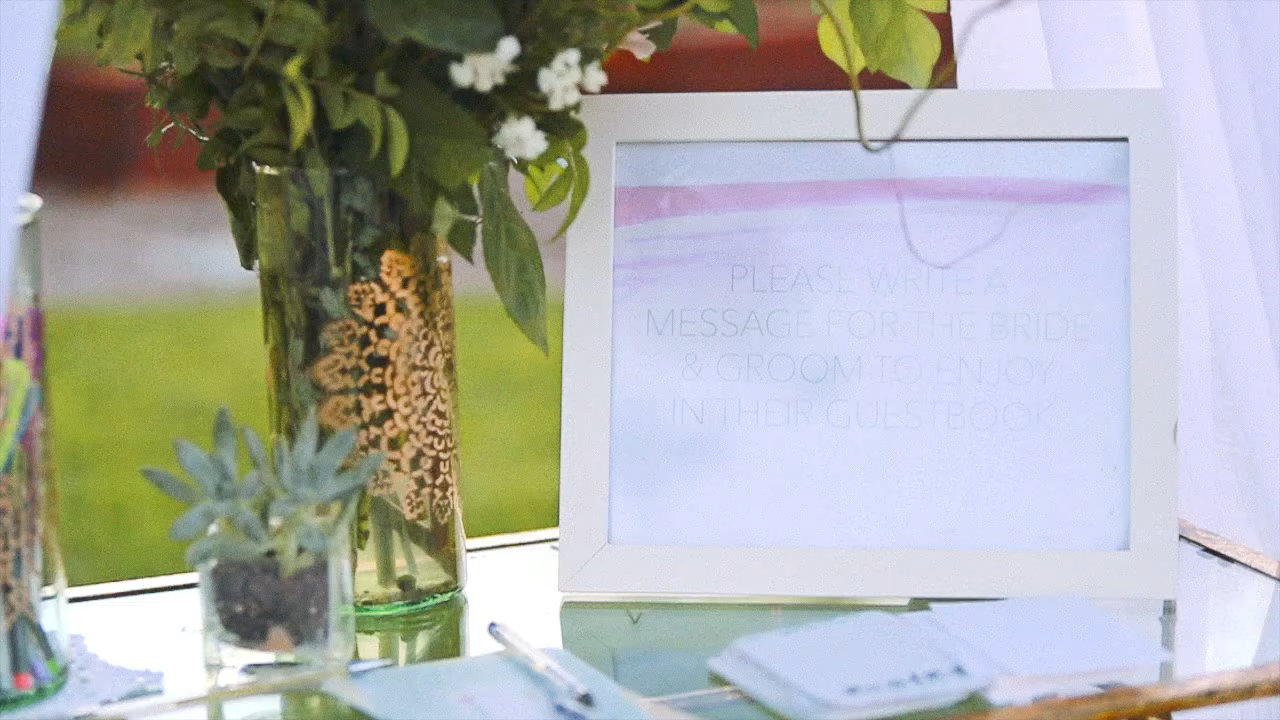 PLEASE WRITE A
MESSAGE FOR THE BRIDE
& GROOM TO ENJOY
IN THEIR GUESTBOOK